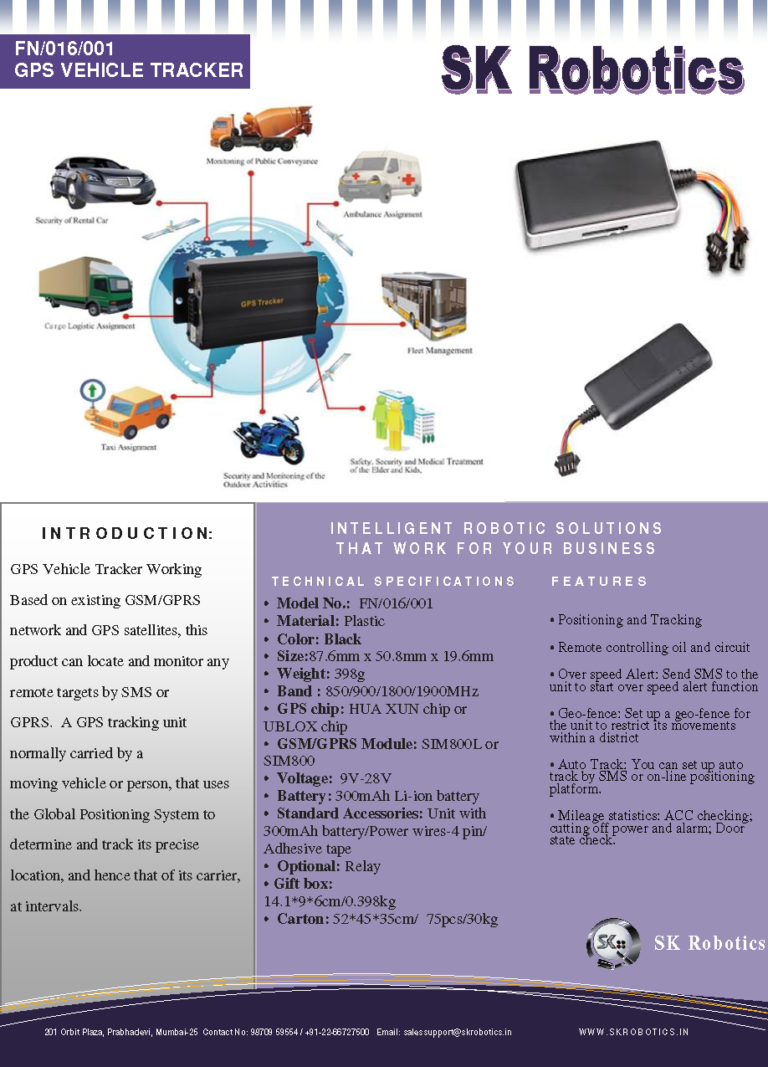 FN/016/001
GPS VEHICLE TRACKER
SK Robotics
Monitoring of Public Conveyance
Security of Rental Car
Ambulance Assignment
GPS Tracker
Cargo Logistic Assignment
Fleet Management
Taxi Assignment
Security and Monitoring of the
Outdoor Activities
Safety, Security and Medical Treatment
of the Elder and Kids,
INTRODUCTION:
GPS Vehicle Tracker Working
Based on existing GSM/GPRS
network and GPS satellites, this
product can locate and monitor any
remote targets by SMS or
GPRS. A GPS tracking unit
normally carried by a
moving vehicle or person, that uses
the Global Positioning System to
determine and track its precise
location, and hence that of its carrier,
at intervals.
INTELLIGENT ROBOTIC SOLUTIONS
THAT WORK FOR YOUR BUSINESS
TECHNICAL SPECIFICATIONS
• Model No.: FN/016/001
• Material: Plastic
• Color: Black
• Size:87.6mm x 50.8mm x 19.6mm
• Weight: 398g
• Band : 850/900/1800/1900MHz
• GPS chip: HUA XUN chip or
UBLOX chip
• GSM/GPRS Module: SIM800L or
SIM800
• Voltage: 9V-28V
• Battery: 300mAh Li-ion battery
• Standard Accessories: Unit with
300mAh battery/Power wires-4 pin/
Adhesive tape
• Optional: Relay
• Gift box:
14.1*9*6cm/0.398kg
• Carton: 52*45*35cm/ 75pcs/30kg
FEATURES
• Positioning and Tracking
• Remote controlling oil and circuit
• Over speed Alert: Send SMS to the
unit to start over speed alert function
• Geo-fence: Set up a geo-fence for
the unit to restrict its movements
within a district
• Auto Track: You can set up auto
track by SMS or on-line positioning
platform.
• Mileage statistics: ACC checking;
cutting off power and alarm; Door
state check.
SK
SK Robotics
201 Orbit Plaza, Prabhadevi, Mumbai-25 Contact No: 98709 59554 / +91-22-66727500 Email: salessupport@skrobotics.in
WWW.SKROBOTICS.IN